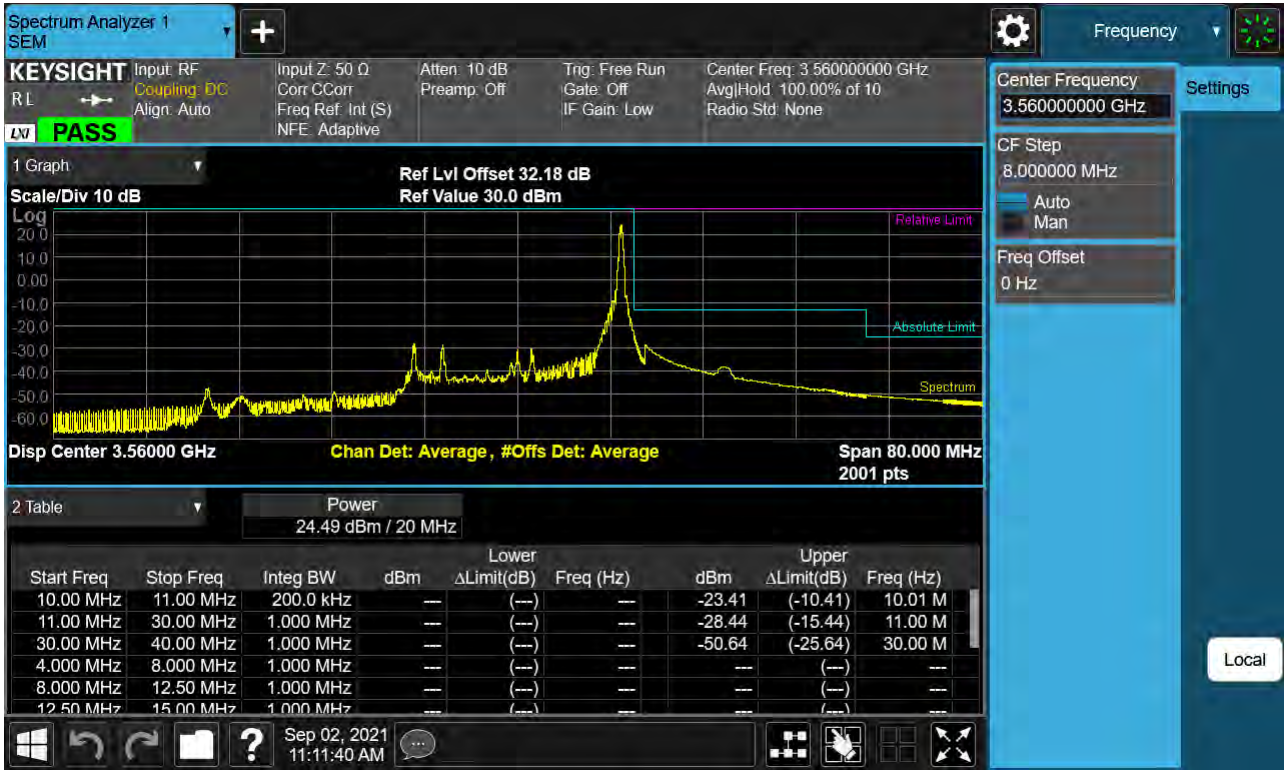 Spectrum Analyzer 1
SEM
Frequency
KEYSIGHT
R L
LXI
PASS
Input: RF
Coupling: DC
Align: Auto
Input Z: 50 Ω
Corr CCorr
Freq Ref: Int (S)
NFE: Adaptive
Atten: 10 dB
Preamp: Off
Trig: Free Run
Gate: Off
IF Gain: Low
Center Freq: 3.560000000 GHz
Avg|Hold: 100.00% of 10
Radio Std: None
Center Frequency
3.560000000 GHz
Settings
CF Step
8.000000 MHz
Auto
Man
Freq Offset
0 Hz
Local
1 Graph
Scale/Div 10 dB
Ref Lvl Offset 32.18 dB
Ref Value 30.0 dBm
Log
20.0
10.0
0.00
-10.0
-20.0
-30.0
-40.0
-50.0
-60.0
Relative Limit
Absolute Limit
Spectrum
Disp Center 3.56000 GHz
Chan Det: Average , #Offs Det: Average
Span 80.000 MHz
2001 pts
2 Table
Power
24.49 dBm / 20 MHz
Lower Upper
Start Freq Stop Freq Integ BW dBm ΔLimit(dB) Freq (Hz) dBm ΔLimit(dB) Freq (Hz)
10.00 MHz 11.00 MHz 200.0 kHz --- (---) --- -23.41 (-10.41) 10.01 M
11.00 MHz 30.00 MHz 1.000 MHz --- (---) --- -28.44 (-15.44) 11.00 M
30.00 MHz 40.00 MHz 1.000 MHz --- (---) --- -50.64 (-25.64) 30.00 M
4.000 MHz 8.000 MHz 1.000 MHz --- (---) --- --- (---) ---
8.000 MHz 12.50 MHz 1.000 MHz --- (---) --- --- (---) ---
12.50 MHz 15.00 MHz 1.000 MHz --- (---) --- --- (---) ---
?
Sep 02, 2021
11:11:40 AM